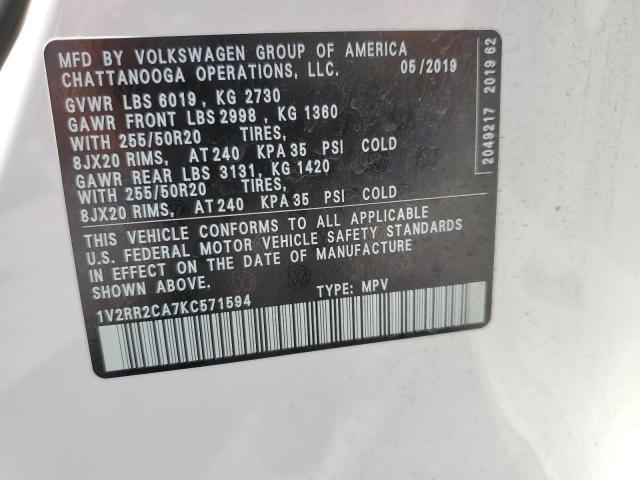 MFD BY VOLKSWAGEN GROUP OF AMERICA
CHATTANOOGA OPERATIONS, LLC. 05/2019
GVWR LBS 6019, KG 2730
GAWR FRONT LBS 2998, KG 1360
WITH 255/50R20 TIRES,
8JX20 RIMS, AT 240 KPA 35 PSI COLD
GAWR REAR LBS 3131, KG 1420
WITH 255/50R20 TIRES,
8JX20 RIMS, AT 240 KPA 35 PSI COLD
THIS VEHICLE CONFORMS TO ALL APPLICABLE
U.S. FEDERAL MOTOR VEHICLE SAFETY STANDARDS
IN EFFECT ON THE DATE OF MANUFACTURE
SHOWN ABOVE.
1V2RR2CA7KC571594 TYPE: MPV
2049217 2019 62